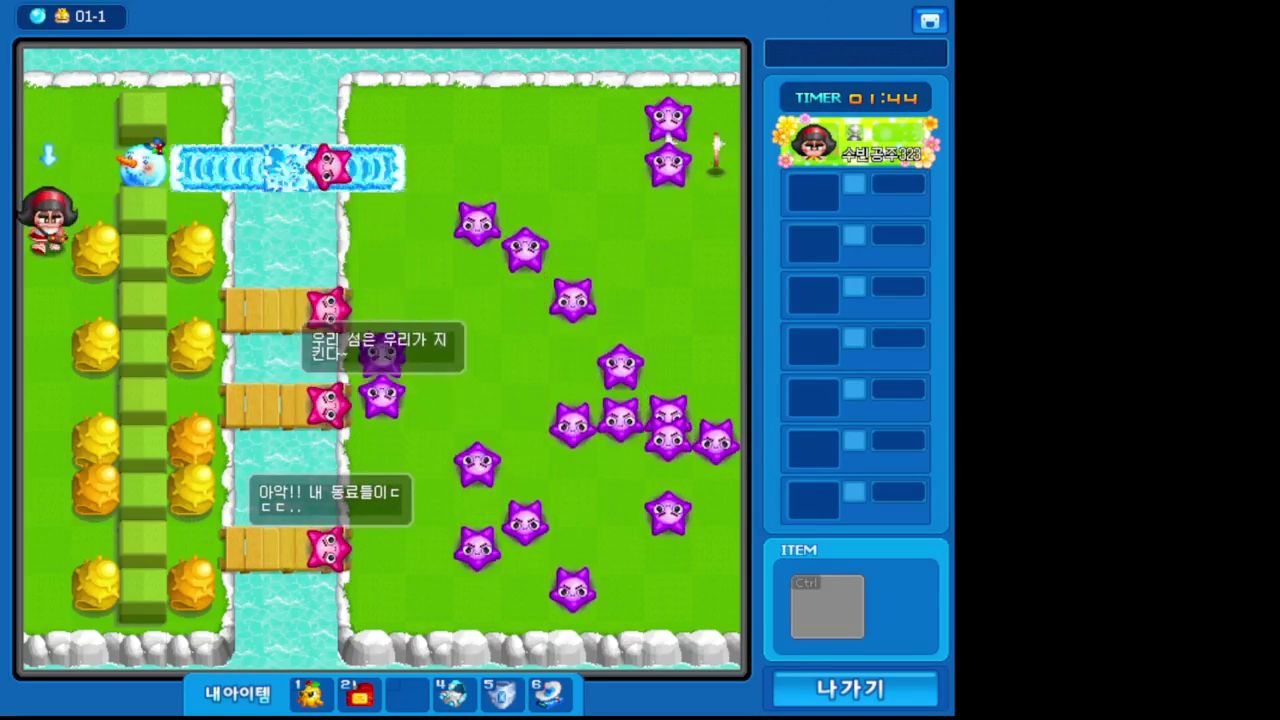 01-1
TIMER 01:44
수빈공주323
우리 섬은 우리가 지
킨다~
아악!! 내 동료들이ㄷ
ㄷㄷ..
ITEM
Ctrl
내아이템
1
2
4
5
6
나가기